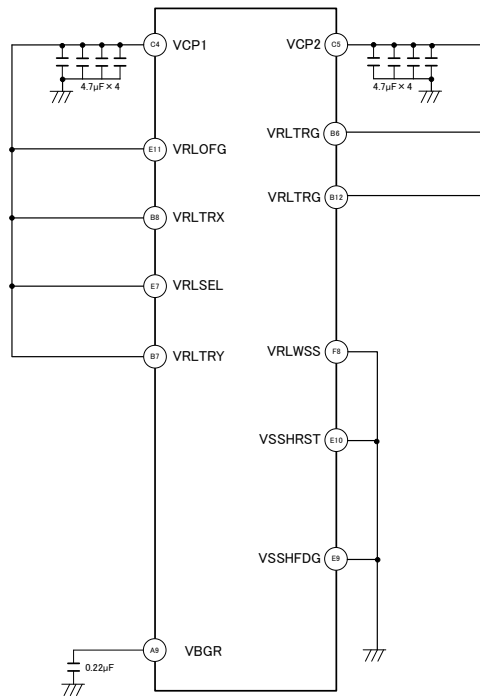 C4 VCP1
VCP2 C5
4.7µF×4
4.7µF×4
VRLTRG B6
E11 VRLOFG
VRLTRG B12
B8 VRLTRX
E7 VRLSEL
B7 VRLTRY
VRLWSS F8
VSSHRST E10
VSSHFDG E9
A9 VBGR
0.22µF